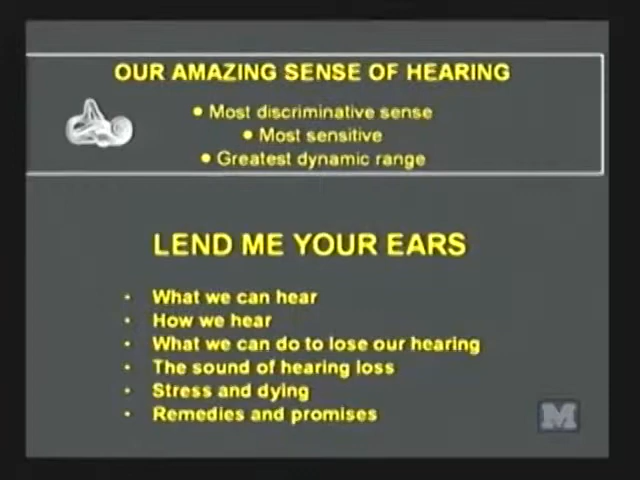 OUR AMAZING SENSE OF HEARING
• Most discriminative sense
• Most sensitive
• Greatest dynamic range
LEND ME YOUR EARS
• What we can hear
• How we hear
• What we can do to lose our hearing
• The sound of hearing loss
• Stress and dying
• Remedies and promises
M